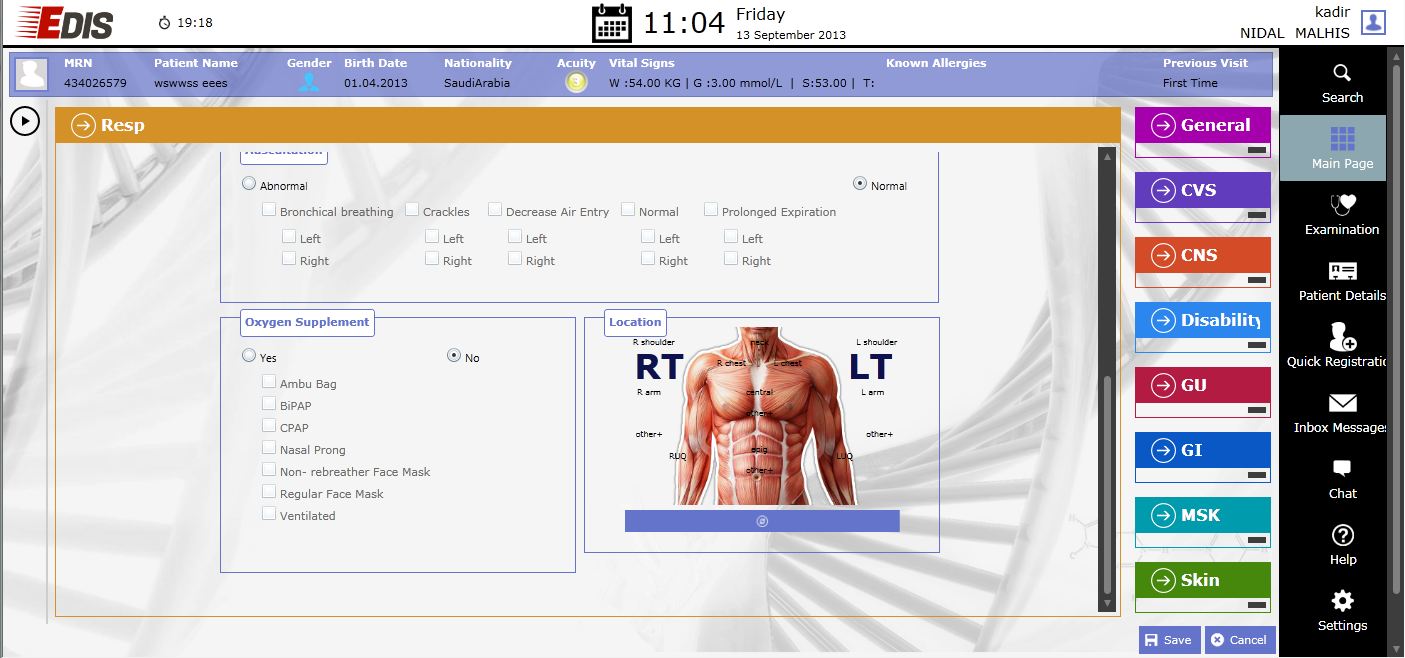 EDIS
19:18
11:04
Friday
13 September 2013
kadir
NIDAL MALHIS
MRN Patient Name Gender Birth Date Nationality Acuity Vital Signs Known Allergies Previous Visit
434026579 wswwss eees 01.04.2013 SaudiArabia 3 W :54.00 KG | G :3.00 mmol/L | S:53.00 | T: First Time
Resp
Abnormal Normal
Bronchical breathing Crackles Decrease Air Entry Normal Prolonged Expiration
Left Left Left Left Left
Right Right Right Right Right
Oxygen Supplement
Yes No
Ambu Bag
BiPAP
CPAP
Nasal Prong
Non- rebreather Face Mask
Regular Face Mask
Ventilated
Location
R shoulder neck L shoulder
RT R chest L chest LT
R arm central L arm
other+
other+ other+
RUQ epig LUQ
other+
General
CVS
CNS
Disability
GU
GI
MSK
Skin
Save Cancel
Search
Main Page
Examination
Patient Details
Quick Registratio
Inbox Messages
Chat
Help
Settings